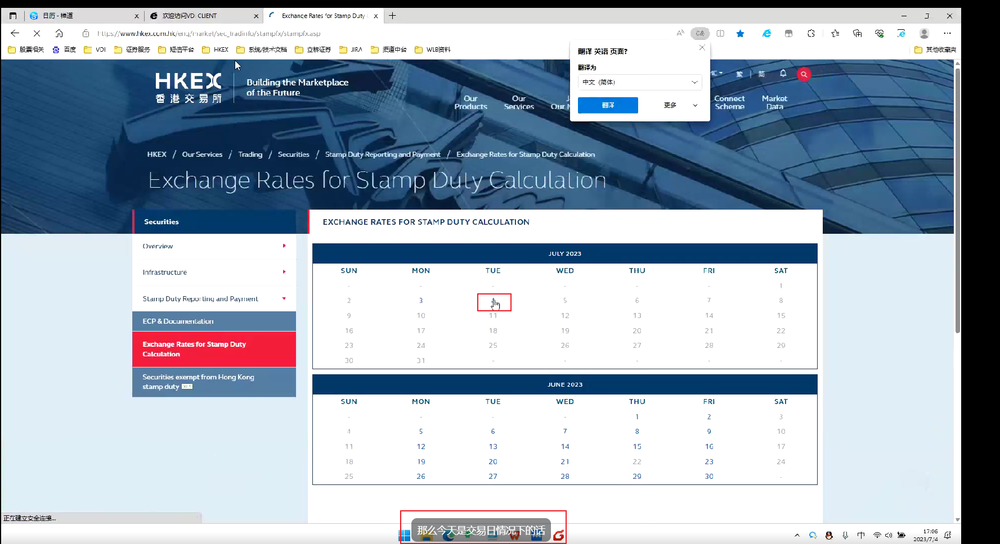 日历 - 禅道
欢迎访问VDI CLIENT
Exchange Rates for Stamp Duty
https://www.hkex.com.hk/eng/market/sec_tradinfo/stampfx/stampfx.asp
股票相关 百度 VDI 证券服务 短信平台 HKEX 系统/技术文档 立桥证券 JIRA 渠道中台 WLB资料 其他收藏夹
翻译 英语 页面?
翻译为
中文 (简体)
翻译 更多
HKEX
香港交易所
Building the Marketplace
of the Future
繁 | 简
Our Products
Our Services
Connect Scheme
Market Data
HKEX / Our Services / Trading / Securities / Stamp Duty Reporting and Payment / Exchange Rates for Stamp Duty Calculation
Exchange Rates for Stamp Duty Calculation
Securities
Overview
Infrastructure
Stamp Duty Reporting and Payment
ECP & Documentation
Exchange Rates for Stamp Duty
Calculation
Securities exempt from Hong Kong
stamp duty XLS
EXCHANGE RATES FOR STAMP DUTY CALCULATION
JULY 2023
SUN MON TUE WED THU FRI SAT
- - - - - - 1
2 3 5 6 7 8
9 10 11 12 13 14 15
16 17 18 19 20 21 22
23 24 25 26 27 28 29
30 31 - - - - -
JUNE 2023
SUN MON TUE WED THU FRI SAT
- - - - 1 2 3
4 5 6 7 8 9 10
11 12 13 14 15 16 17
18 19 20 21 22 23 24
25 26 27 28 29 30 -
正在建立安全连接...
那么今天是交易日情况下的话
中
17:06
2023/7/4